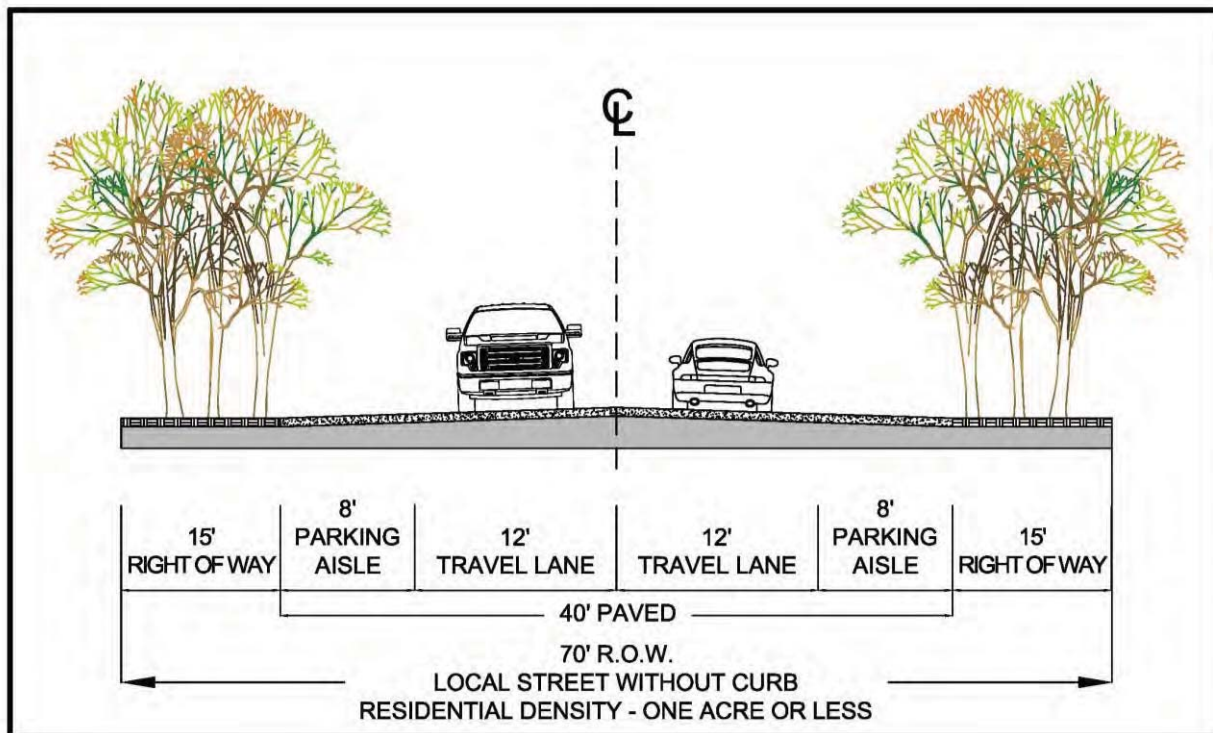 ℄
15'
RIGHT OF WAY
8'
PARKING
AISLE
12'
TRAVEL LANE
12'
TRAVEL LANE
8'
PARKING
AISLE
15'
RIGHT OF WAY
40' PAVED
70' R.O.W.
LOCAL STREET WITHOUT CURB
RESIDENTIAL DENSITY - ONE ACRE OR LESS